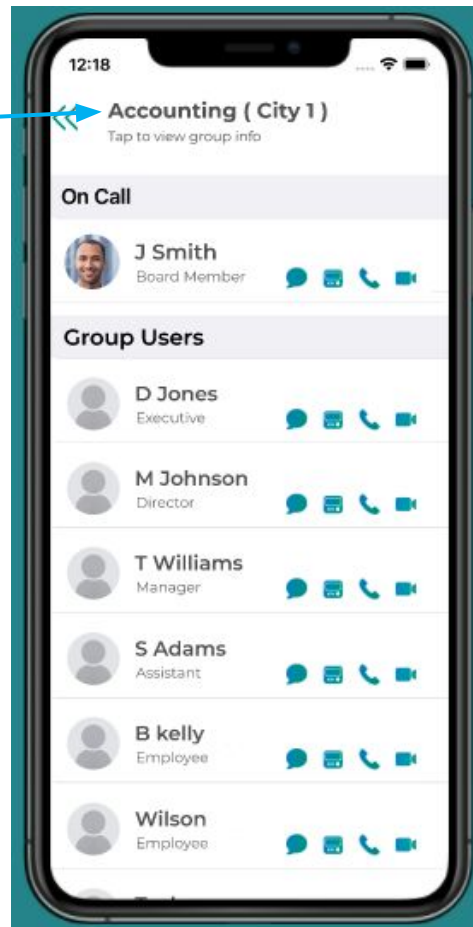 12:18
Accounting ( City 1 )
Tap to view group info
On Call
J Smith
Board Member
Group Users
D Jones
Executive
M Johnson
Director
T Williams
Manager
S Adams
Assistant
B kelly
Employee
Wilson
Employee